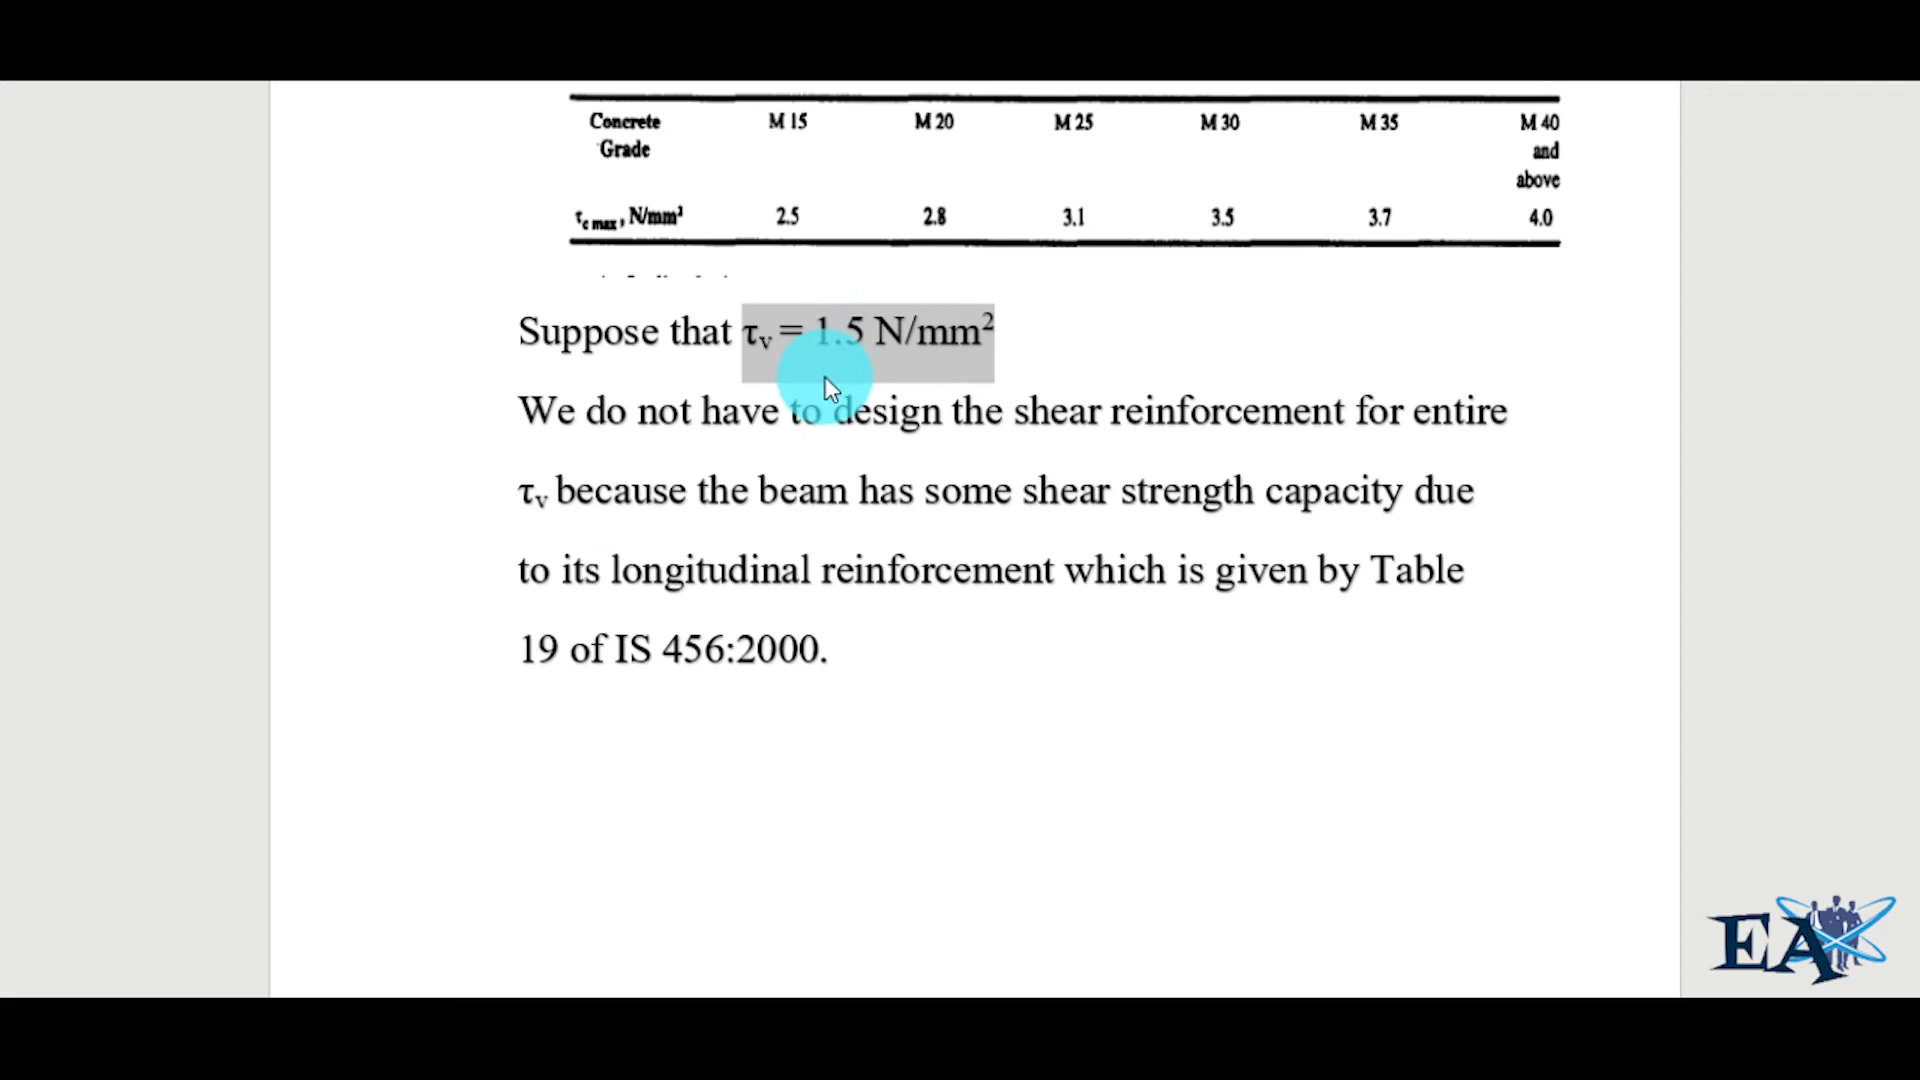 Concrete M 15 M 20 M 25 M 30 M 35 M 40
Grade and
above
τc max, N/mm² 2.5 2.8 3.1 3.5 3.7 4.0
Suppose that τv = 1.5 N/mm²
We do not have to design the shear reinforcement for entire
τv because the beam has some shear strength capacity due
to its longitudinal reinforcement which is given by Table
19 of IS 456:2000.
EA